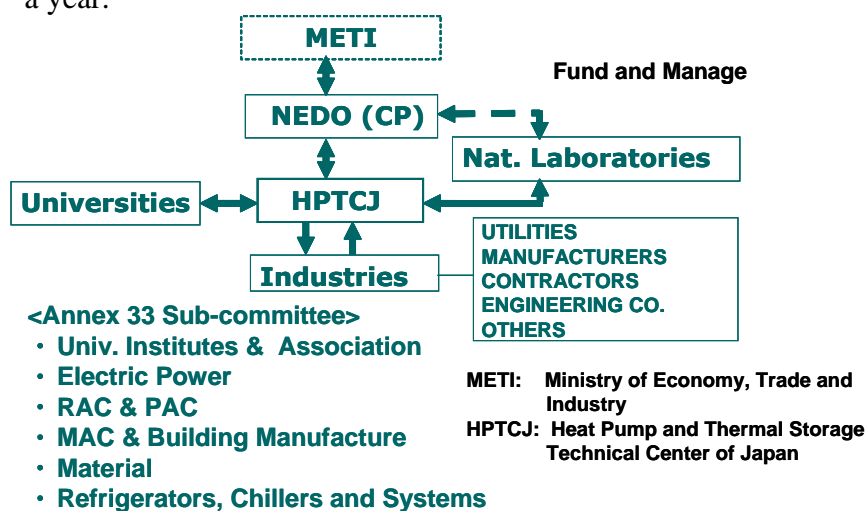 a year.
METI
Fund and Manage
NEDO (CP)
Nat. Laboratories
Universities
HPTCJ
Industries
UTILITIES
MANUFACTURERS
CONTRACTORS
ENGINEERING CO.
OTHERS
<Annex 33 Sub-committee>
・ Univ. Institutes & Association
・ Electric Power
・ RAC & PAC
・ MAC & Building Manufacture
・ Material
・ Refrigerators, Chillers and Systems
METI: Ministry of Economy, Trade and
Industry
HPTCJ: Heat Pump and Thermal Storage
Technical Center of Japan